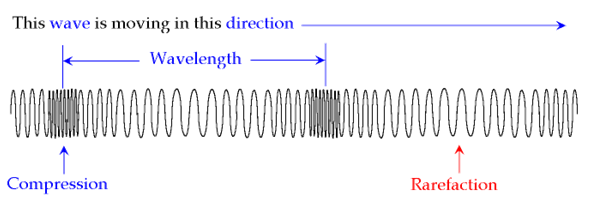 This wave is moving in this direction
Wavelength
Compression
Rarefaction